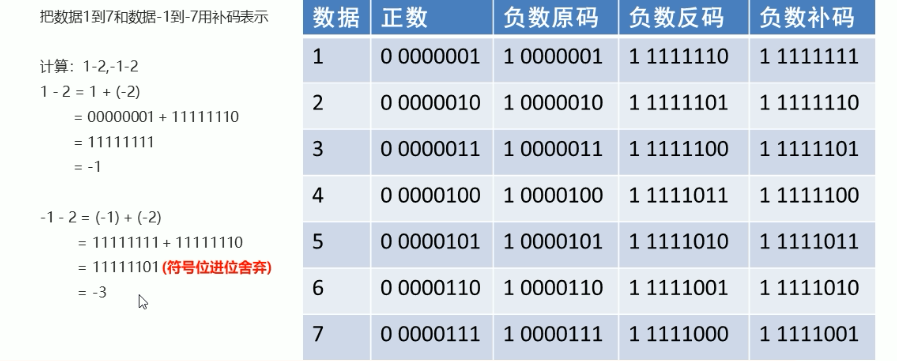 把数据1到7和数据-1到-7用补码表示
计算：1-2,-1-2
1 - 2 = 1 + (-2)
= 00000001 + 11111110
= 11111111
= -1
-1 - 2 = (-1) + (-2)
= 11111111 + 11111110
= 11111101 (符号位进位舍弃)
= -3
数据 正数 负数原码 负数反码 负数补码
1 0 0000001 1 0000001 1 1111110 1 1111111
2 0 0000010 1 0000010 1 1111101 1 1111110
3 0 0000011 1 0000011 1 1111100 1 1111101
4 0 0000100 1 0000100 1 1111011 1 1111100
5 0 0000101 1 0000101 1 1111010 1 1111011
6 0 0000110 1 0000110 1 1111001 1 1111010
7 0 0000111 1 0000111 1 1111000 1 1111001